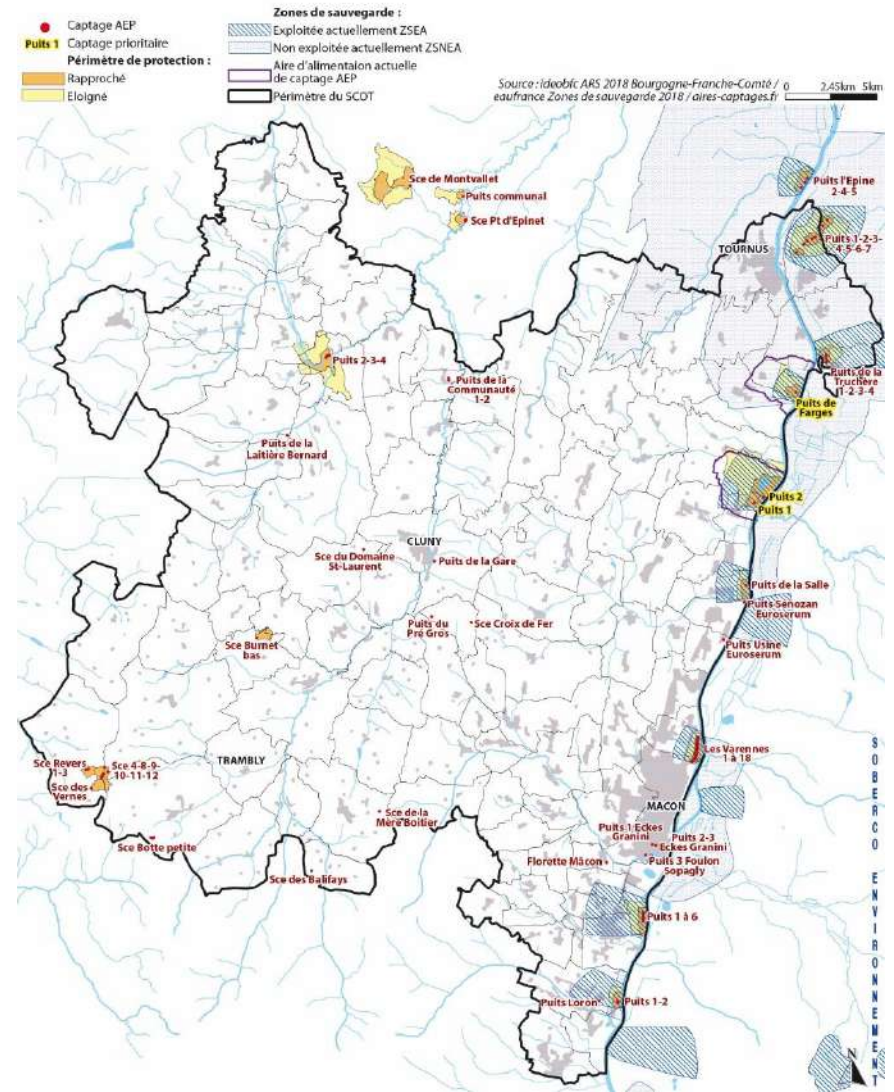 Captage AEP
Puits 1 Captage prioritaire
Périmètre de protection :
Rapproché
Eloigné
Zones de sauvegarde :
Exploitée actuellement ZSEA
Non exploitée actuellement ZSNEA
Aire d'alimentaion actuelle
de captage AEP
Périmètre du SCOT
Source : ideobfc ARS 2018 Bourgogne-Franche-Comté /
eaufrance Zones de sauvegarde 2018 / aires-captages.fr
0 2.45km 5km
Sce de Montvallet
Puits communal
Sce Pt d'Epinet
Puits l'Epine
2-4-5
TOURNUS
Puits 1-2-3-
4-5-6-7
Puits 2-3-4
Puits de la
Communauté
1-2
Puits de la
Truchère
1-2-3-4
Puits de
Farges
Puits de la
Laitière Bernard
Puits 2
Puits 1
CLUNY
Sce du Domaine
St-Laurent
Puits de la Gare
Puits de la Salle
Puits Senozan
Euroserum
Puits du
Pré Gros
Sce Croix de Fer
Puits Usine
Euroserum
Sce Burnet
bas
Les Varennes
1 à 18
TRAMBLY
Sce Revers
1-3
Sce 4-8-9-
10-11-12
Sce des
Vernes
MACON
Sce de la
Mère Boitier
Puits 1 Eckes
Granini
Puits 2-3
Eckes Granini
Sce Botte petite
Florette Mâcon
Puits 3 Foulon
Sopagly
Sce des Balifays
Puits 1 à 6
Puits Loron
Puits 1-2
SOBERCO ENVIRONNEMENT
N